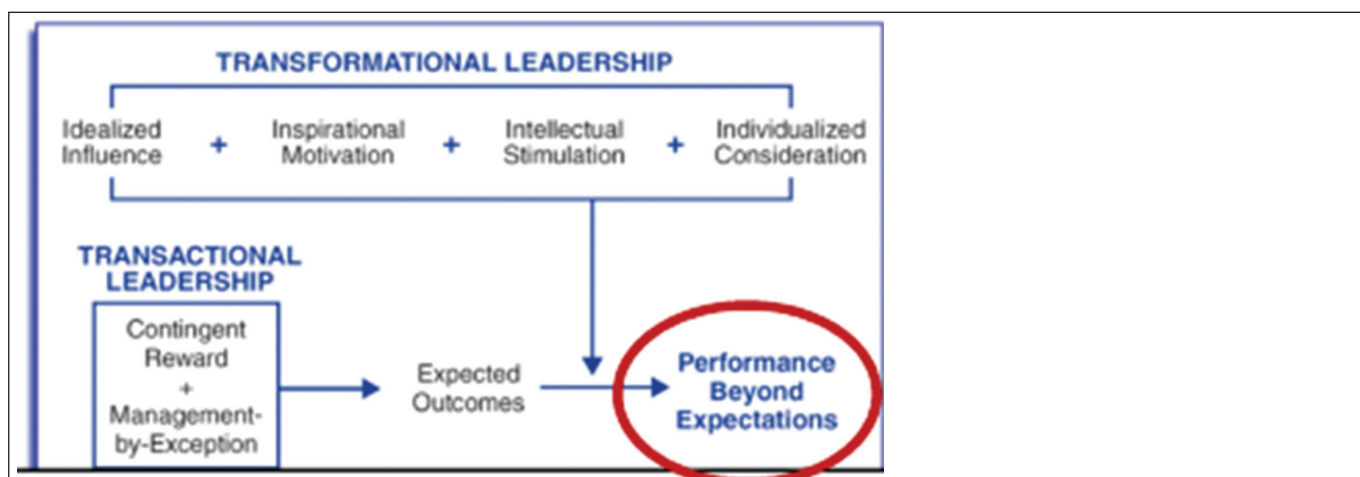 TRANSFORMATIONAL LEADERSHIP
Idealized
Influence
+
Inspirational
Motivation
+
Intellectual
Stimulation
+
Individualized
Consideration
TRANSACTIONAL
LEADERSHIP
Contingent
Reward
+
Management-
by-Exception
Expected
Outcomes
Performance
Beyond
Expectations